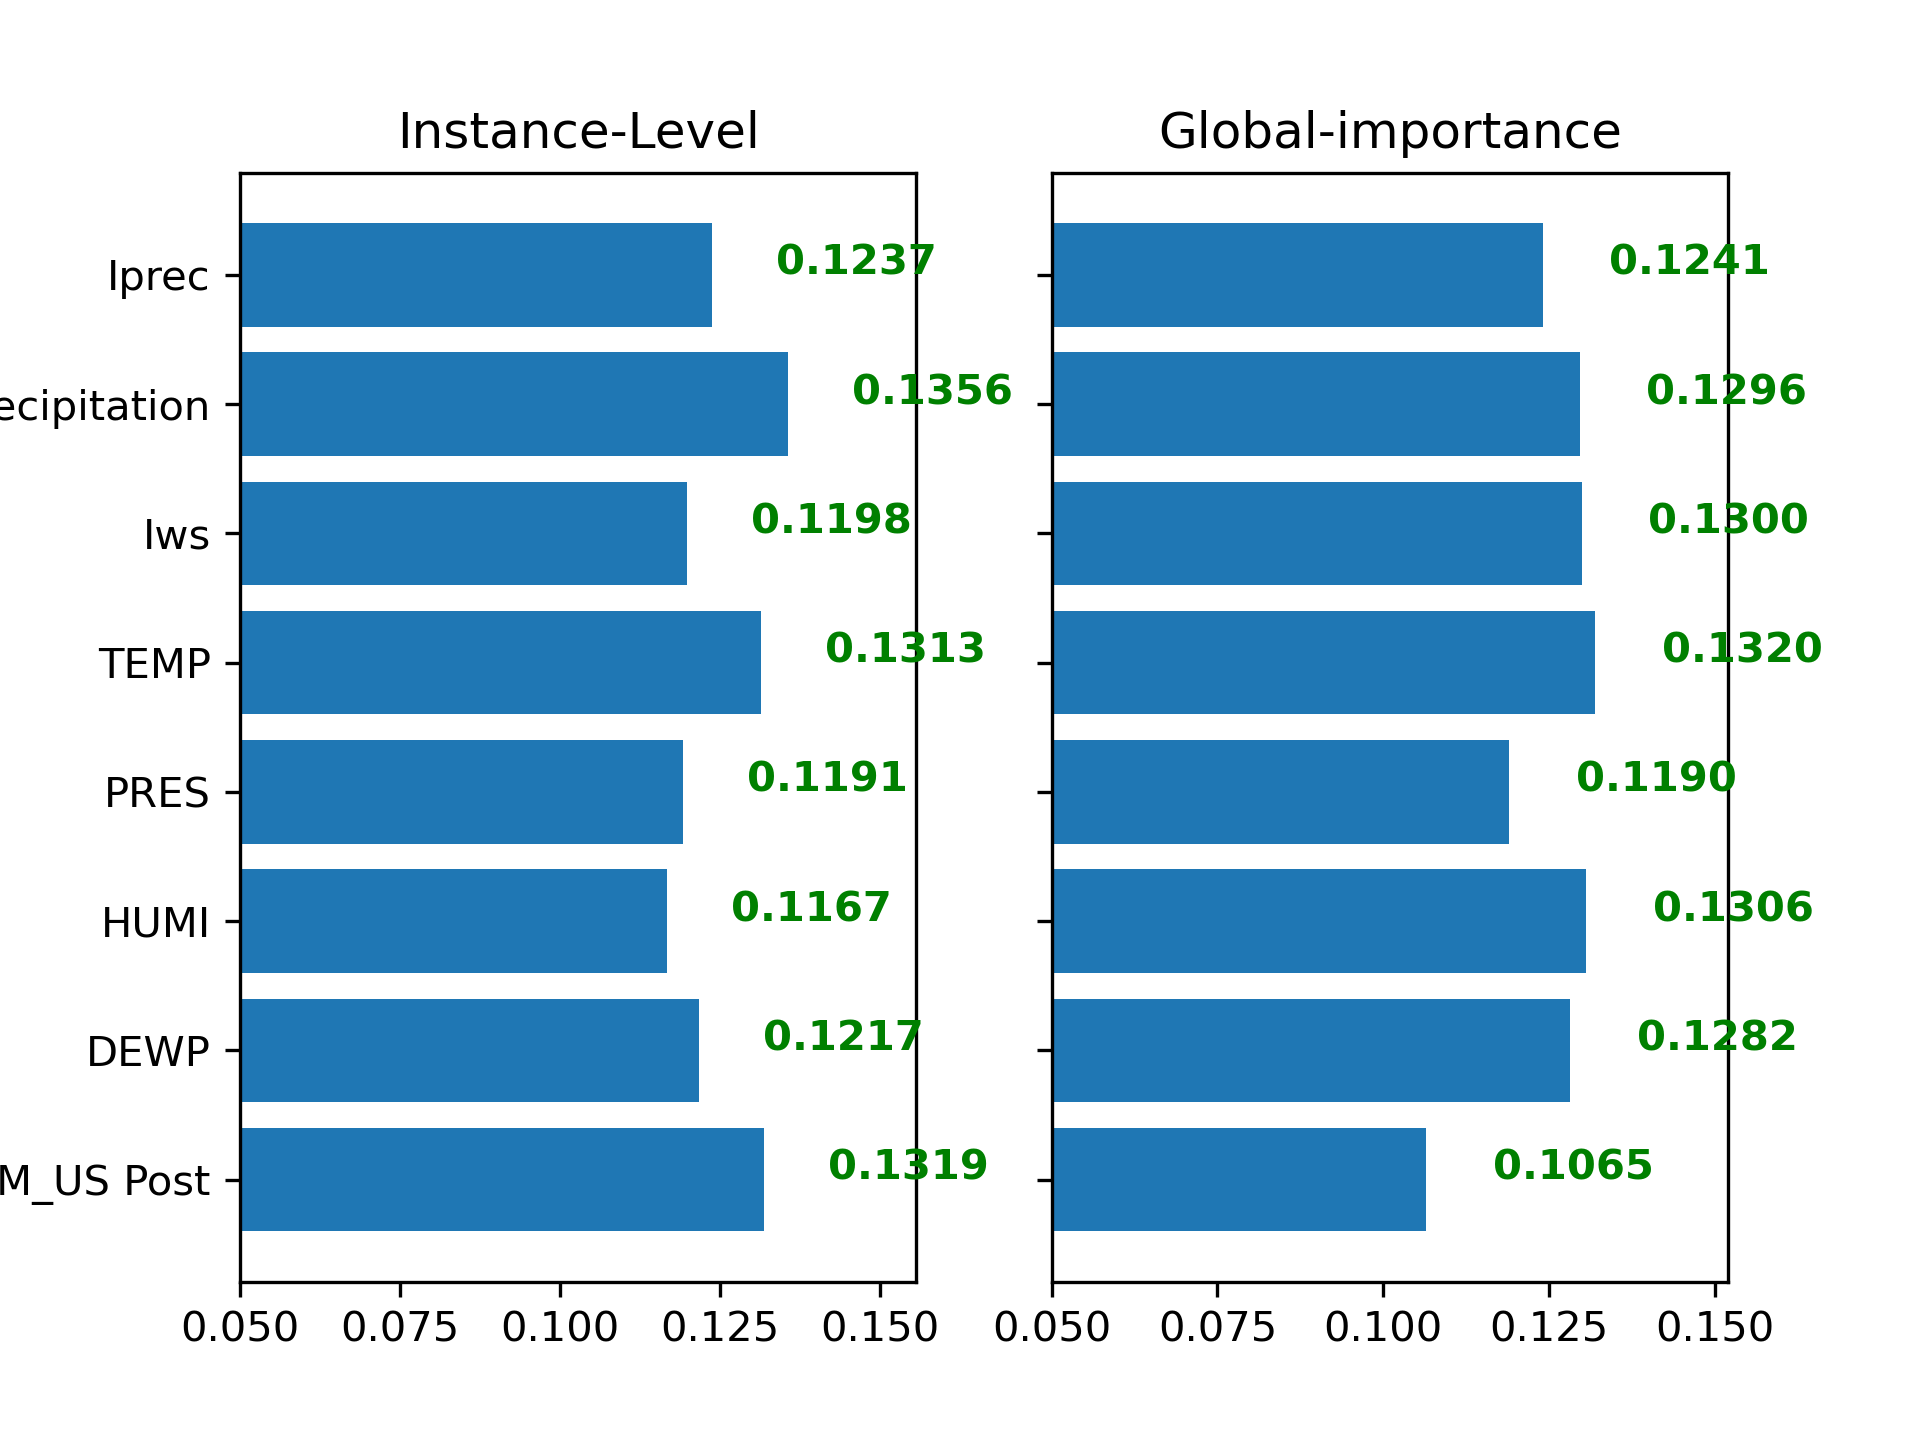 Instance-Level
Global-importance
Iprec
0.1237
0.1241
ecipitation
0.1356
0.1296
Iws
0.1198
0.1300
TEMP
0.1313
0.1320
PRES
0.1191
0.1190
HUMI
0.1167
0.1306
DEWP
0.1217
0.1282
M_US Post
0.1319
0.1065
0.050 0.075 0.100 0.125 0.150
0.050 0.075 0.100 0.125 0.150